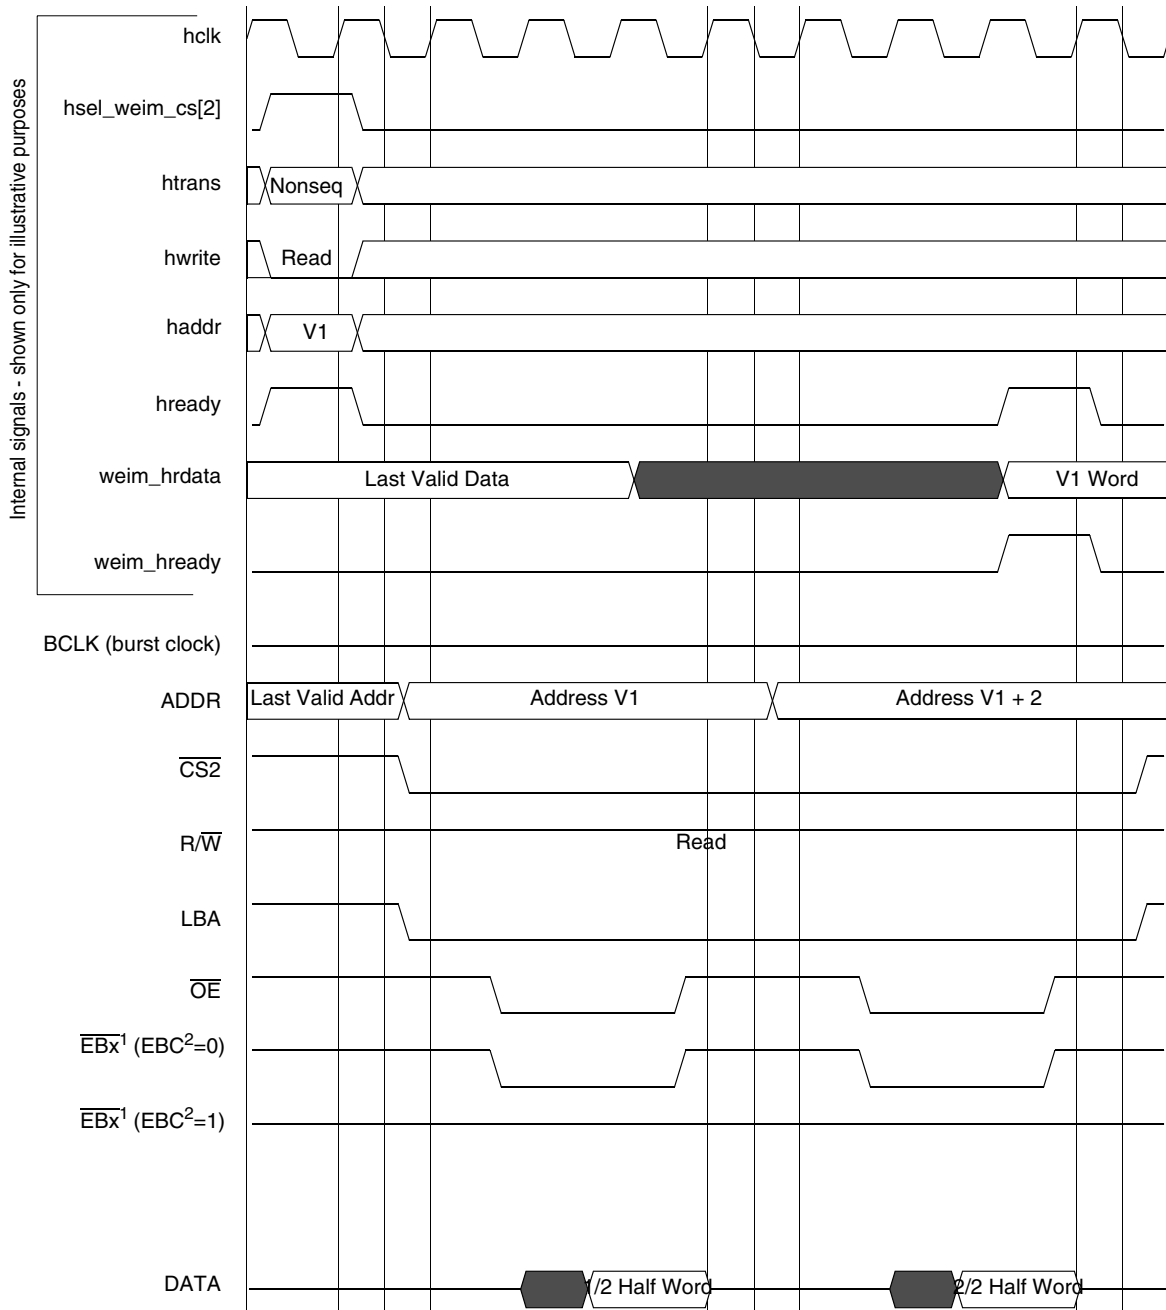 Internal signals - shown only for illustrative purposes
hclk
hsel_weim_cs[2]
htrans
Nonseq
hwrite
Read
haddr
V1
hready
weim_hrdata
Last Valid Data
V1 Word
weim_hready
BCLK (burst clock)
ADDR
Last Valid Addr
Address V1
Address V1 + 2
CS2
R/W
Read
LBA
OE
EBx1 (EBC2=0)
EBx1 (EBC2=1)
DATA
1/2 Half Word
2/2 Half Word